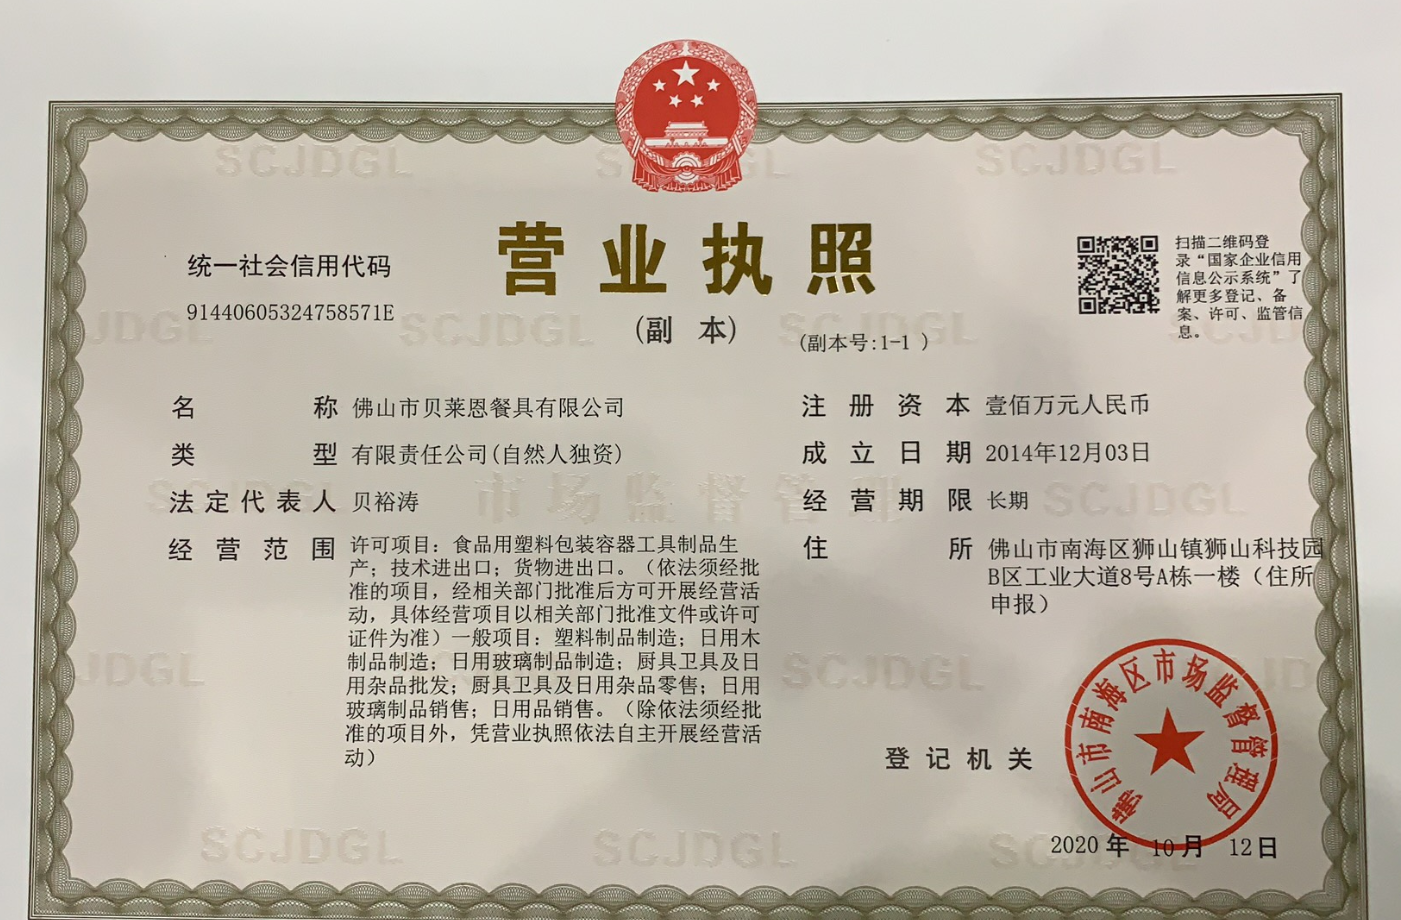 营业执照
(副 本)
(副本号:1-1 )
统一社会信用代码
91440605324758571E
扫描二维码登
录“国家企业信用
信息公示系统”了
解更多登记、备
案、许可、监管信
息。
名 称 佛山市贝莱恩餐具有限公司
类 型 有限责任公司(自然人独资)
法定代表人 贝裕涛
经营范围 许可项目：食品用塑料包装容器工具制品生
产；技术进出口；货物进出口。（依法须经批
准的项目，经相关部门批准后方可开展经营活
动，具体经营项目以相关部门批准文件或许可
证件为准）一般项目：塑料制品制造；日用木
制品制造；日用玻璃制品制造；厨具卫具及日
用杂品批发；厨具卫具及日用杂品零售；日用
玻璃制品销售；日用品销售。（除依法须经批
准的项目外，凭营业执照依法自主开展经营活
动）
注册资本 壹佰万元人民币
成立日期 2014年12月03日
经营期限 长期
住 所 佛山市南海区狮山镇狮山科技园
B区工业大道8号A栋一楼（住所
申报）
登记机关
佛山市南海区市场监督管理局
2020 年 10 月 12 日
SCJDGL
SCJDGL
SCJDGL
SCJDGL
市场监督管理
SCJDGL
SCJDGL
SCJDGL
SCJDGL